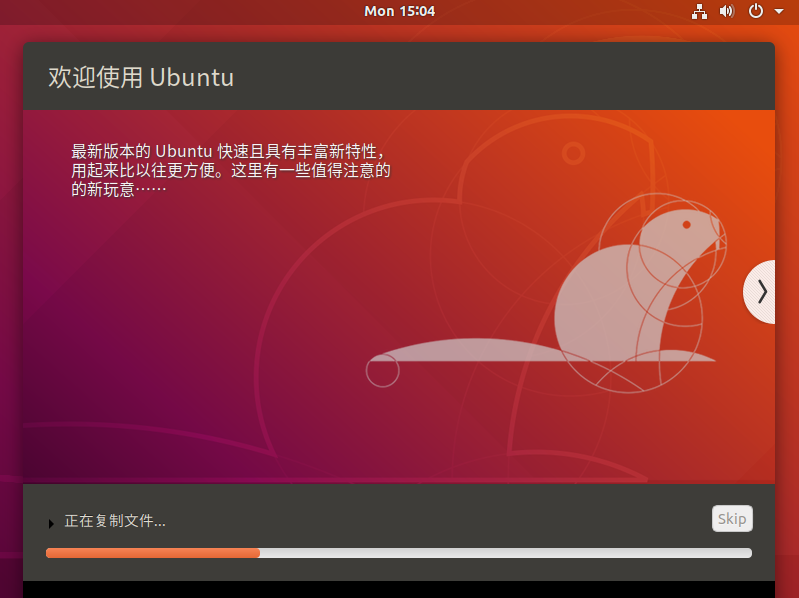 Mon 15:04
欢迎使用 Ubuntu
最新版本的 Ubuntu 快速且具有丰富新特性，
用起来比以往更方便。这里有一些值得注意的
的新玩意……
正在复制文件...
Skip